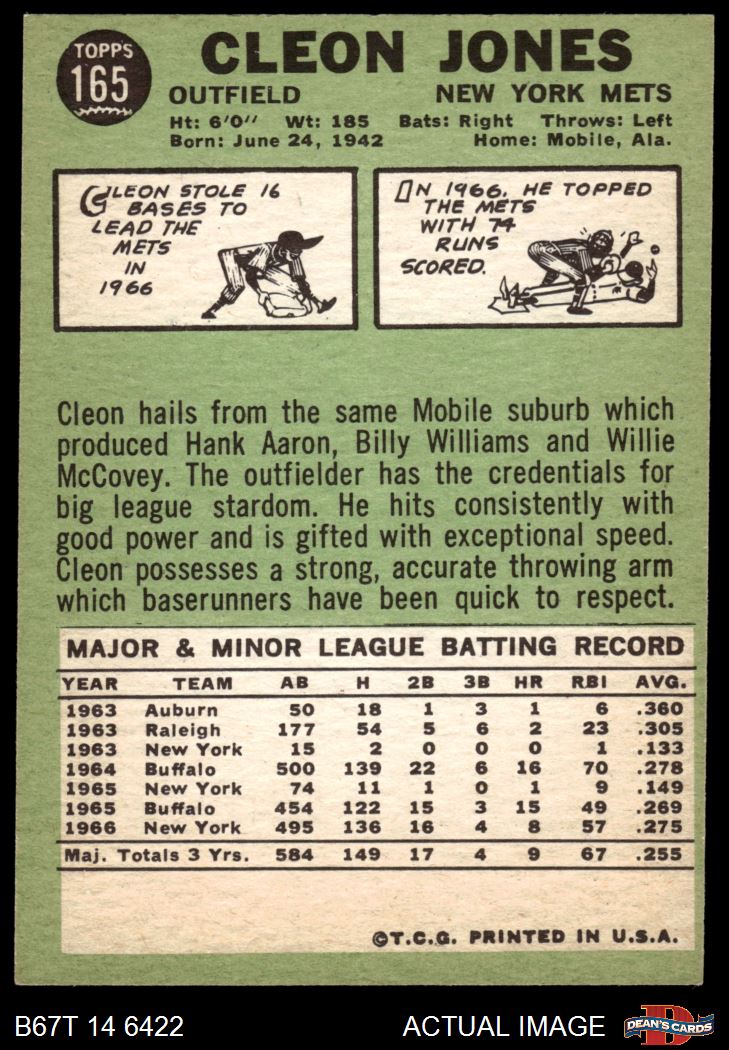 TOPPS
165
CLEON JONES
OUTFIELD NEW YORK METS
Ht: 6'0" Wt: 185 Bats: Right Throws: Left
Born: June 24, 1942 Home: Mobile, Ala.
CLEON STOLE 16
BASES TO
LEAD THE
METS
IN
1966
IN 1966, HE TOPPED
THE METS
WITH 74
RUNS
SCORED.
Cleon hails from the same Mobile suburb which
produced Hank Aaron, Billy Williams and Willie
McCovey. The outfielder has the credentials for
big league stardom. He hits consistently with
good power and is gifted with exceptional speed.
Cleon possesses a strong, accurate throwing arm
which baserunners have been quick to respect.
MAJOR & MINOR LEAGUE BATTING RECORD
YEAR TEAM AB H 2B 3B HR RBI AVG.
1963 Auburn 50 18 1 3 1 6 .360
1963 Raleigh 177 54 5 6 2 23 .305
1963 New York 15 2 0 0 0 1 .133
1964 Buffalo 500 139 22 6 16 70 .278
1965 New York 74 11 1 0 1 9 .149
1965 Buffalo 454 122 15 3 15 49 .269
1966 New York 495 136 16 4 8 57 .275
Maj. Totals 3 Yrs. 584 149 17 4 9 67 .255
©T.C.G. PRINTED IN U.S.A.
B67T 14 6422 ACTUAL IMAGE
D
DEAN'S CARDS